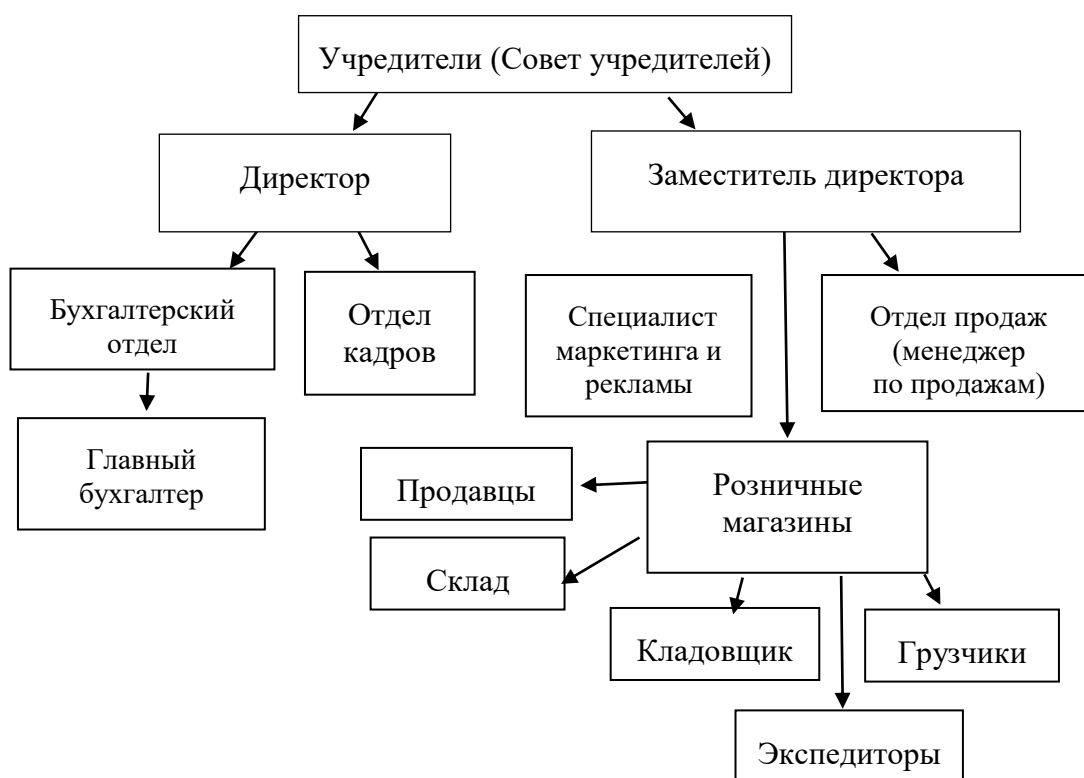 Учредители (Совет учредителей)
Директор
Заместитель директора
Бухгалтерский
отдел
Отдел
кадров
Специалист
маркетинга и
рекламы
Отдел продаж
(менеджер
по продажам)
Главный
бухгалтер
Продавцы
Розничные
магазины
Склад
Кладовщик
Грузчики
Экспедиторы